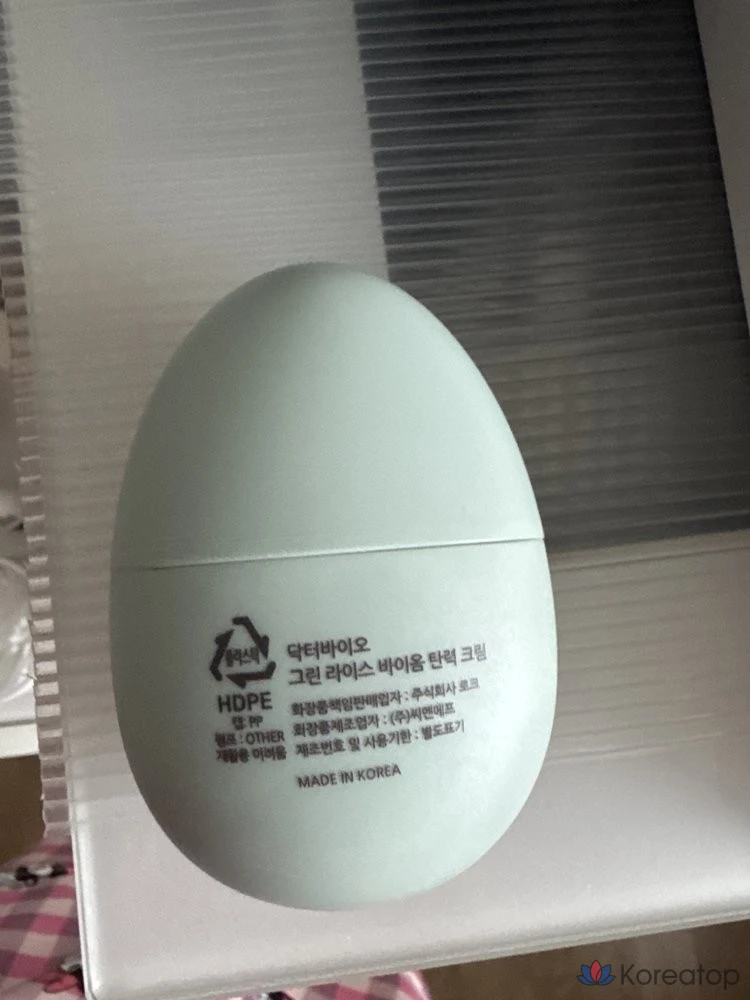 플라스틱
HDPE
캡: PP
펌프 : OTHER
재활용 어려움
닥터바이오
그린 라이스 바이옴 탄력 크림
화장품책임판매업자 : 주식회사 로크
화장품제조업자 : (주)씨엔에프
제조번호 및 사용기한 : 별도표기
MADE IN KOREA
Koreatop